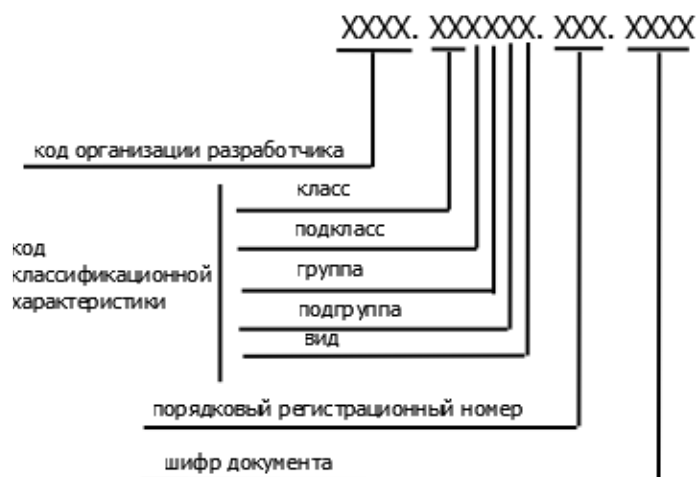 XXXX. XXXXXX. XXX. XXXX
код организации разработчика
класс
подкласс
код
классификационной
характеристики
группа
подгруппа
вид
порядковый регистрационный номер
шифр документа